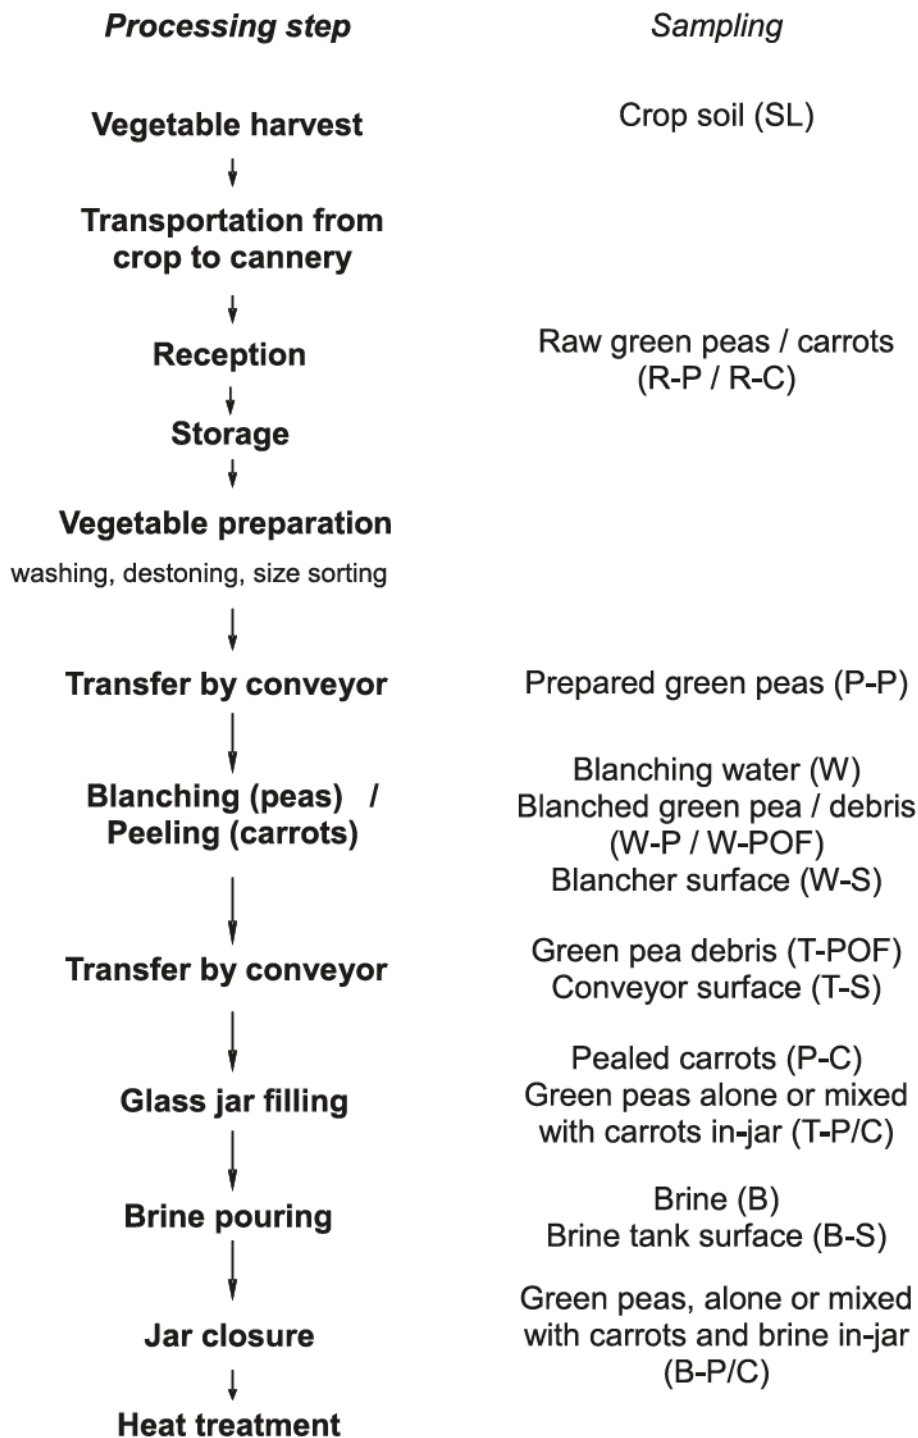 Processing step
Sampling
Vegetable harvest
Crop soil (SL)
Transportation from
crop to cannery
Reception
Raw green peas / carrots
(R-P / R-C)
Storage
Vegetable preparation
washing, destoning, size sorting
Transfer by conveyor
Prepared green peas (P-P)
Blanching (peas) /
Peeling (carrots)
Blanching water (W)
Blanched green pea / debris
(W-P / W-POF)
Blancher surface (W-S)
Transfer by conveyor
Green pea debris (T-POF)
Conveyor surface (T-S)
Glass jar filling
Pealed carrots (P-C)
Green peas alone or mixed
with carrots in-jar (T-P/C)
Brine pouring
Brine (B)
Brine tank surface (B-S)
Jar closure
Green peas, alone or mixed
with carrots and brine in-jar
(B-P/C)
Heat treatment